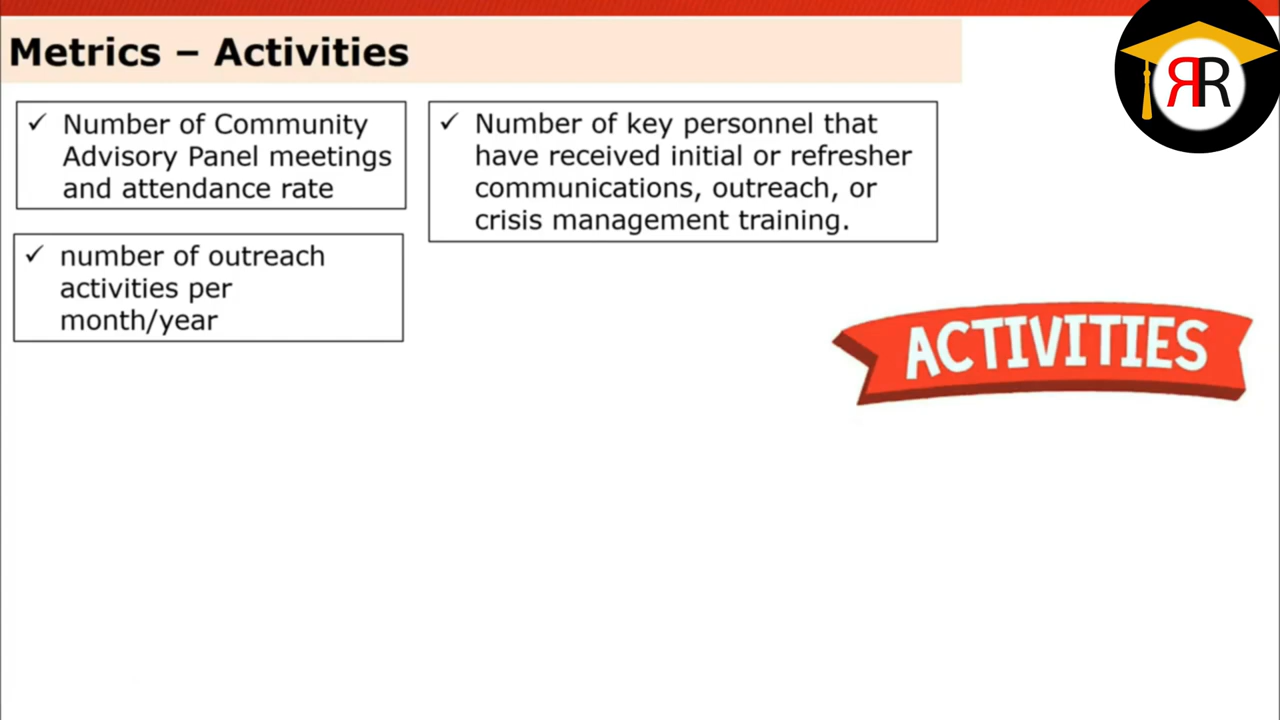 Metrics – Activities
ЯR
✓ Number of Community
Advisory Panel meetings
and attendance rate
✓ Number of key personnel that
have received initial or refresher
communications, outreach, or
crisis management training.
✓ number of outreach
activities per
month/year
ACTIVITIES